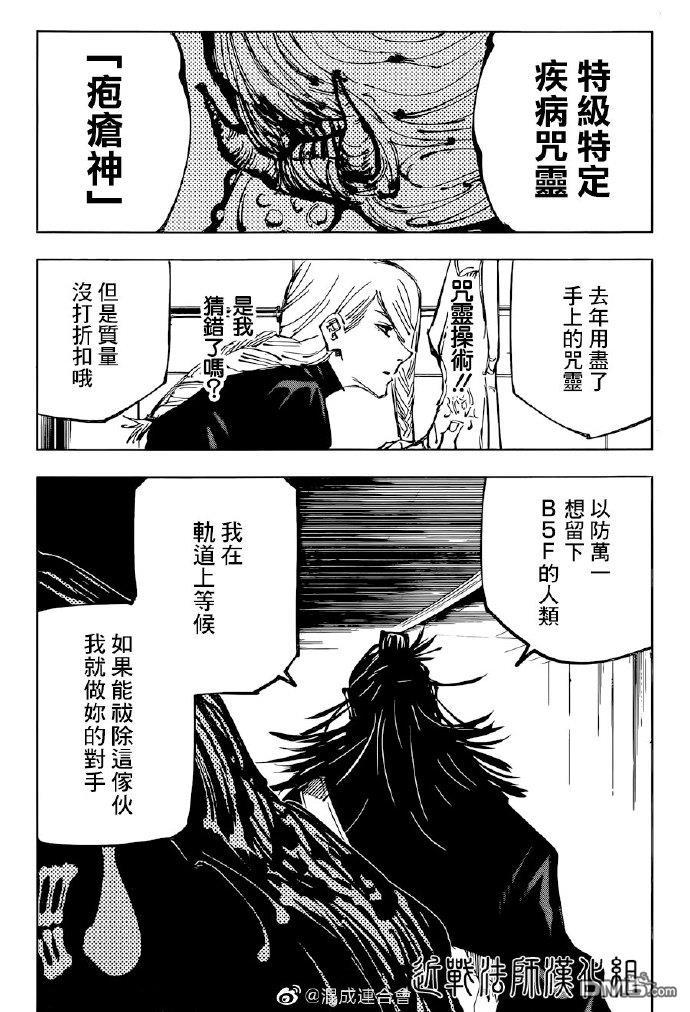 特級特定
疾病咒靈
「疱瘡神」
去年用盡了
手上的咒靈
咒靈操術!!
是我
猜錯了嗎？
但是質量
沒打折扣哦
以防萬一
想留下
B5F的人類
我在
軌道上等候
如果能祓除這傢伙
我就做妳的對手
近戰法師漢化組
@混成連合會
DM5.com